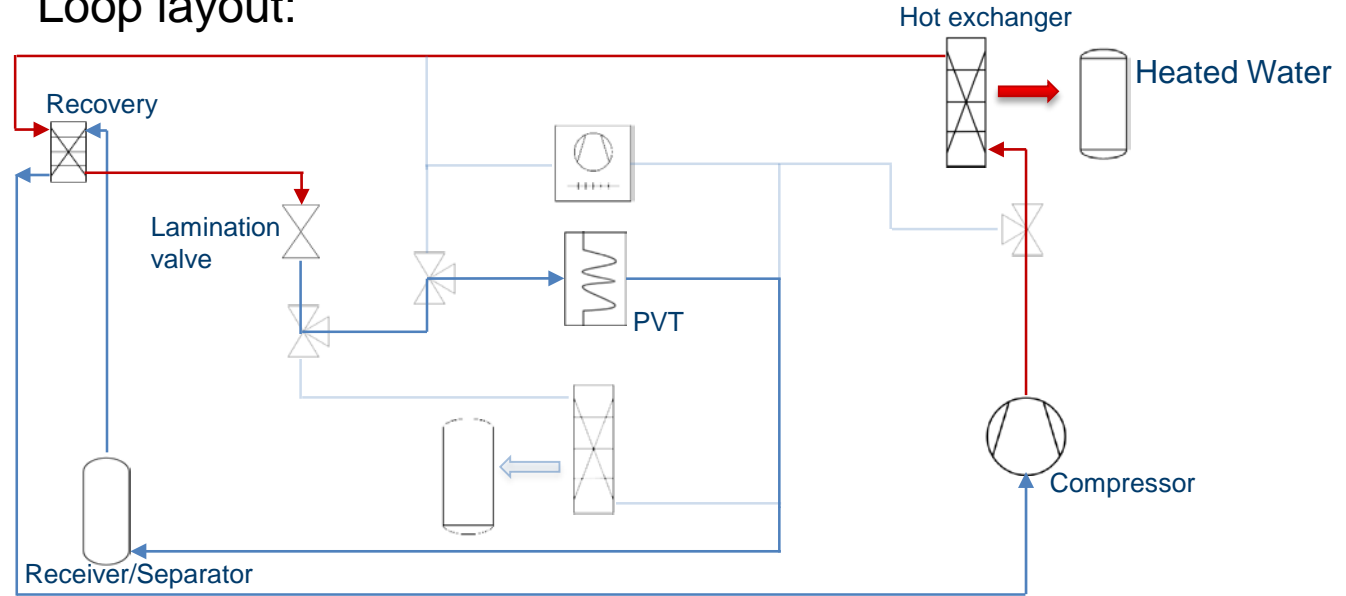 Loop layout:
Hot exchanger
Heated Water
Recovery
Lamination
valve
PVT
Compressor
Receiver/Separator